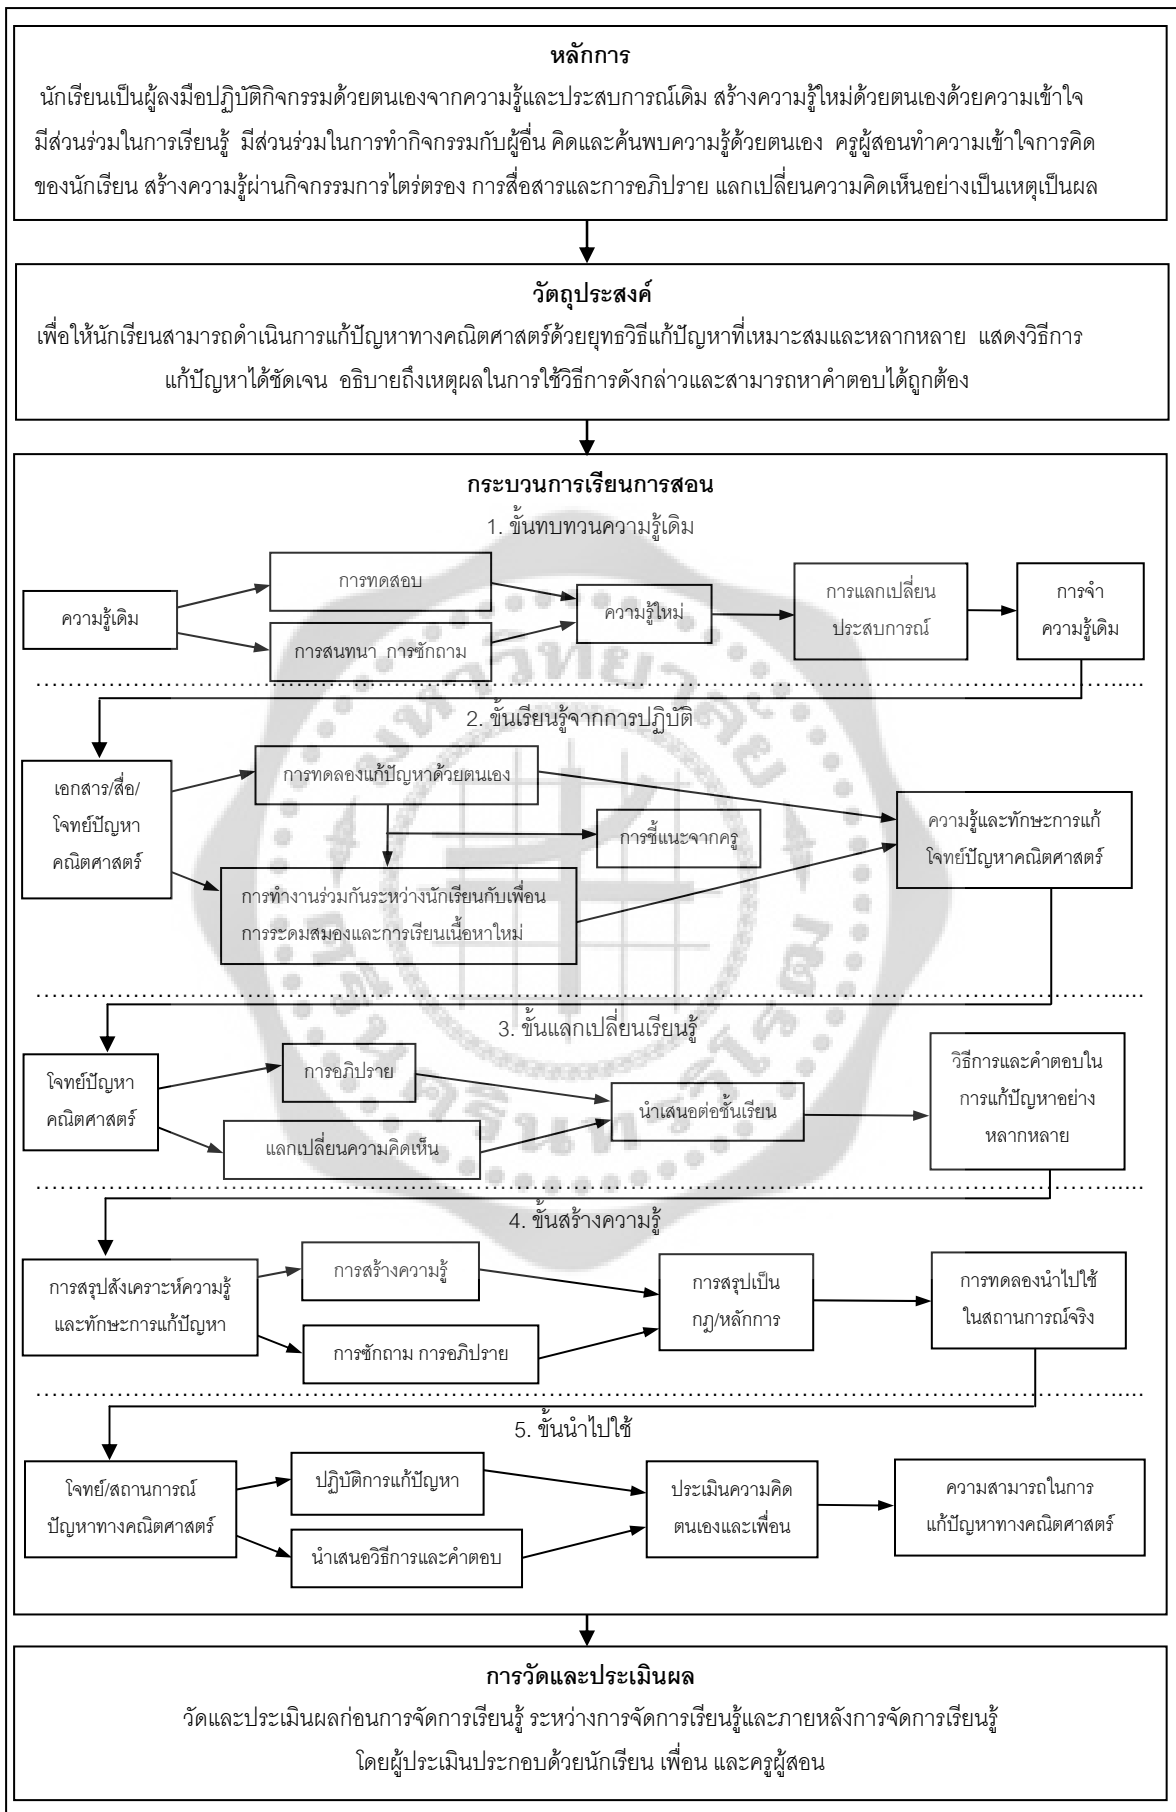 หลักการ
นักเรียนเป็นผู้ลงมือปฏิบัติกิจกรรมด้วยตนเองจากความรู้และประสบการณ์เดิม สร้างความรู้ใหม่ด้วยตนเองด้วยความเข้าใจ
มีส่วนร่วมในการเรียนรู้ มีส่วนร่วมในการทำกิจกรรมกับผู้อื่น คิดและค้นพบความรู้ด้วยตนเอง ครูผู้สอนทำความเข้าใจการคิด
ของนักเรียน สร้างความรู้ผ่านกิจกรรมการไตร่ตรอง การสื่อสารและการอภิปราย แลกเปลี่ยนความคิดเห็นอย่างเป็นเหตุเป็นผล
วัตถุประสงค์
เพื่อให้นักเรียนสามารถดำเนินการแก้ปัญหาทางคณิตศาสตร์ด้วยยุทธวิธีแก้ปัญหาที่เหมาะสมและหลากหลาย แสดงวิธีการ
แก้ปัญหาได้ชัดเจน อธิบายถึงเหตุผลในการใช้วิธีการดังกล่าวและสามารถหาคำตอบได้ถูกต้อง
กระบวนการเรียนการสอน
1. ขั้นทบทวนความรู้เดิม
ความรู้เดิม
การทดสอบ
การสนทนา การซักถาม
ความรู้ใหม่
การแลกเปลี่ยน
ประสบการณ์
การจำ
ความรู้เดิม
2. ขั้นเรียนรู้จากการปฏิบัติ
เอกสาร/สื่อ/
โจทย์ปัญหา
คณิตศาสตร์
การทดลองแก้ปัญหาด้วยตนเอง
การชี้แนะจากครู
การทำงานร่วมกันระหว่างนักเรียนกับเพื่อน
การระดมสมองและการเรียนเนื้อหาใหม่
ความรู้และทักษะการแก้
โจทย์ปัญหาคณิตศาสตร์
3. ขั้นแลกเปลี่ยนเรียนรู้
โจทย์ปัญหา
คณิตศาสตร์
การอภิปราย
แลกเปลี่ยนความคิดเห็น
นำเสนอต่อชั้นเรียน
วิธีการและคำตอบใน
การแก้ปัญหาอย่าง
หลากหลาย
4. ขั้นสร้างความรู้
การสรุปสังเคราะห์ความรู้
และทักษะการแก้ปัญหา
การสร้างความรู้
การซักถาม การอภิปราย
การสรุปเป็น
กฎ/หลักการ
การทดลองนำไปใช้
ในสถานการณ์จริง
5. ขั้นนำไปใช้
โจทย์/สถานการณ์
ปัญหาทางคณิตศาสตร์
ปฏิบัติการแก้ปัญหา
นำเสนอวิธีการและคำตอบ
ประเมินความคิด
ตนเองและเพื่อน
ความสามารถในการ
แก้ปัญหาทางคณิตศาสตร์
การวัดและประเมินผล
วัดและประเมินผลก่อนการจัดการเรียนรู้ ระหว่างการจัดการเรียนรู้และภายหลังการจัดการเรียนรู้
โดยผู้ประเมินประกอบด้วยนักเรียน เพื่อน และครูผู้สอน
มหาวิทยาลัย
ศรีนครินทรวิโรฒ